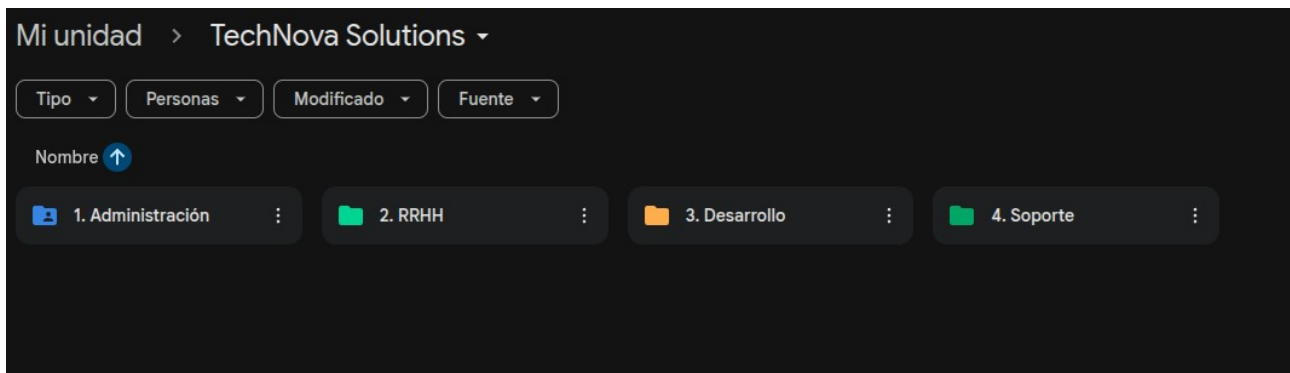 Mi unidad > TechNova Solutions
Tipo Personas Modificado Fuente
Nombre
1. Administración 2. RRHH 3. Desarrollo 4. Soporte